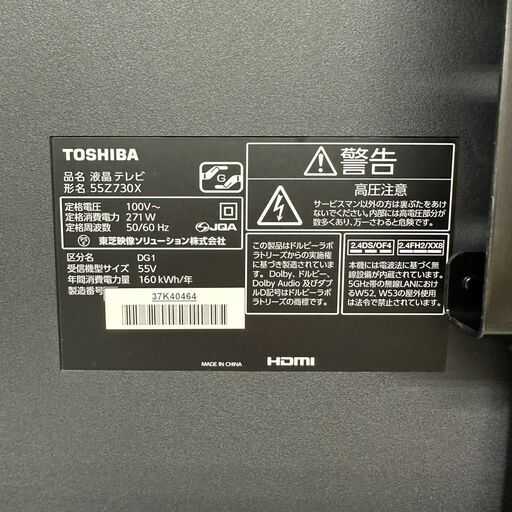 TOSHIBA
品名 液晶テレビ
形名 55Z730X
G
定格電圧 100V～
定格消費電力 271W
定格周波数 50/60 Hz
JQA
東芝映像ソリューション株式会社
区分名 DG1
受信機型サイズ 55V
年間消費電力量 160 kWh/年
製造番号
37K40464
MADE IN CHINA
HDMI
警告
高圧注意
サービスマン以外の方は裏ぶたをあけないでください。内部には高電圧部分が数多くあり、万一さわると危険です。
この製品はドルビーラボ
ラトリーズからの実施権
に基づき製造されています。
Dolby、ドルビー、
Dolby Audio 及びダブ
ルD記号はドルビーラボ
ラトリーズの商標です。
2.4DS/OF4
2.4FH2/XX8
本機には電波法に基づく無
線設備が内蔵されています。
5GHz帯の無線LANにおけ
るW52、W53の屋外使用
は法令で禁止されています。